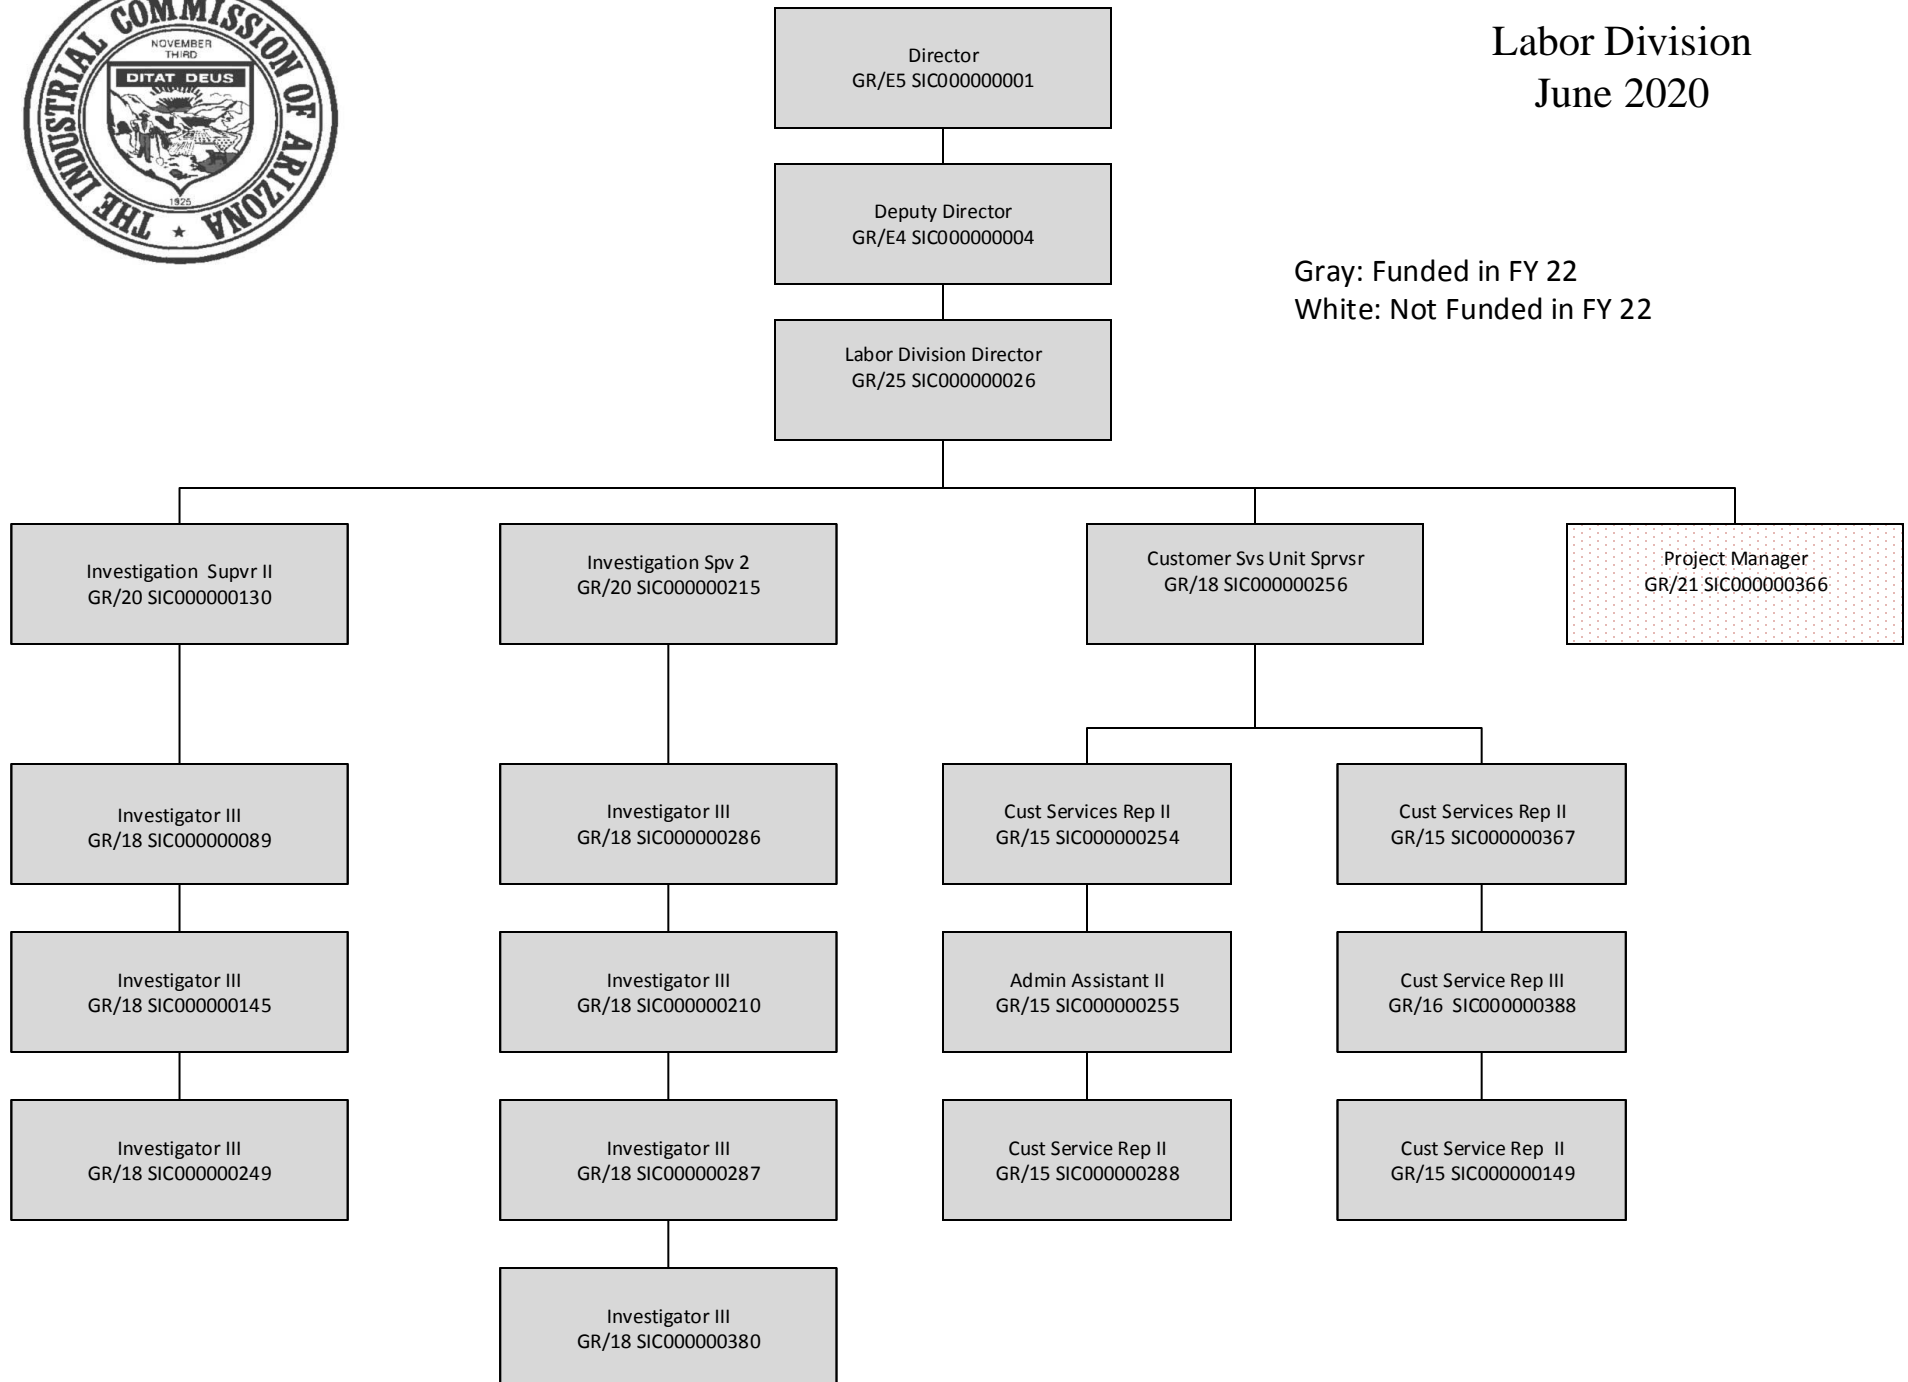 THE INDUSTRIAL COMMISSION OF ARIZONA
NOVEMBER
THIRD
DITAT DEUS
1925
Labor Division
June 2020
Director
GR/E5 SIC000000001
Deputy Director
GR/E4 SIC000000004
Gray: Funded in FY 22
White: Not Funded in FY 22
Labor Division Director
GR/25 SIC000000026
Investigation  Supvr II
GR/20 SIC000000130
Investigation Spv 2
GR/20 SIC000000215
Customer Svs Unit Sprvsr
GR/18 SIC000000256
Project Manager
GR/21 SIC000000366
Investigator III
GR/18 SIC000000089
Investigator III
GR/18 SIC000000286
Cust Services Rep II
GR/15 SIC000000254
Cust Services Rep II
GR/15 SIC000000367
Investigator III
GR/18 SIC000000145
Investigator III
GR/18 SIC000000210
Admin Assistant II
GR/15 SIC000000255
Cust Service Rep III
GR/16  SIC000000388
Investigator III
GR/18 SIC000000249
Investigator III
GR/18 SIC000000287
Cust Service Rep II
GR/15 SIC000000288
Cust Service Rep  II
GR/15 SIC000000149
Investigator III
GR/18 SIC000000380